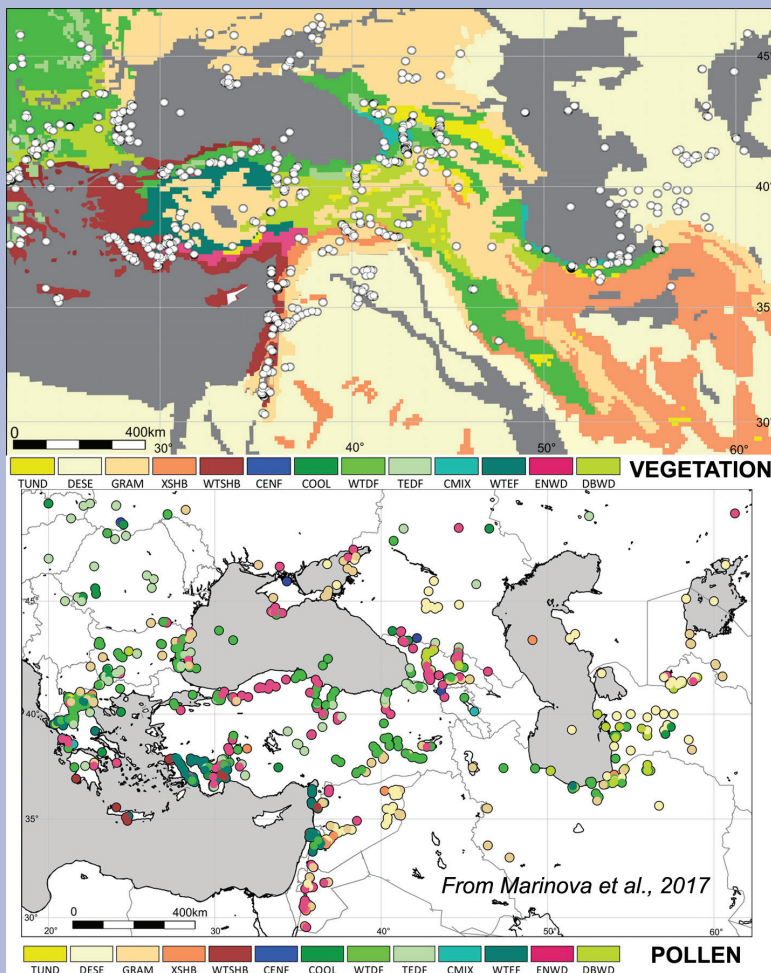 45°
40°
35°
30°
0 400km
30° 40° 50° 60°
TUND DESE GRAM XSHB WTSHB CENF COOL WTDF TEDF CMIX WTEF ENWD DBWD VEGETATION
45°
40° 40°
35° 35°
From Marinova et al., 2017
30°
0 400km
20° 30° 40° 50° 60°
TUND DESE GRAM XSHB WTSHB CENF COOL WTDF TEDF CMIX WTEF ENWD DBWD POLLEN